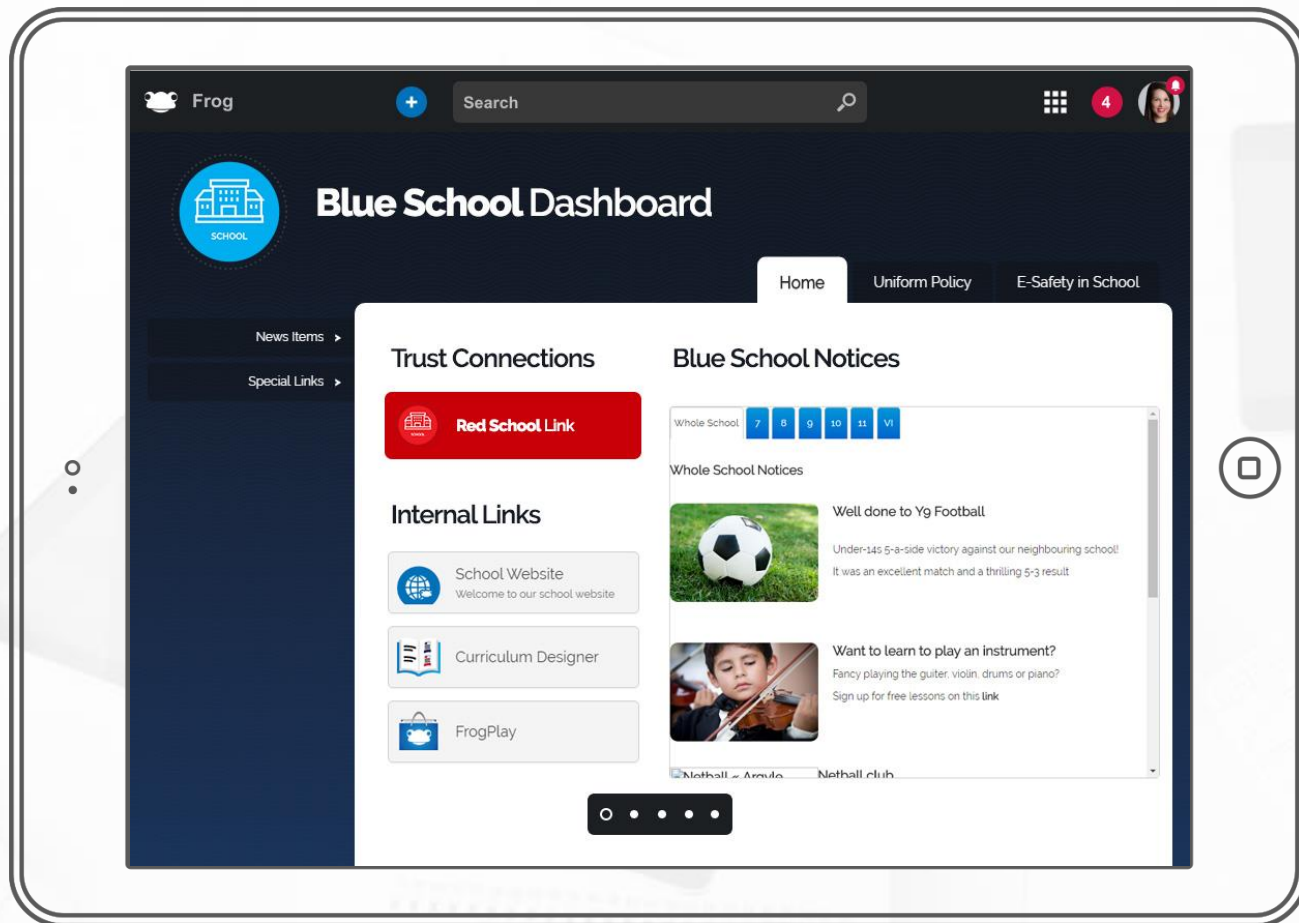 Frog
+
Search
4
SCHOOL
Blue School Dashboard
Home
Uniform Policy
E-Safety in School
News Items >
Special Links >
Trust Connections
Red School Link
Internal Links
School Website
Welcome to our school website
Curriculum Designer
FrogPlay
Blue School Notices
Whole School 7 8 9 10 11 VI
Whole School Notices
Well done to Y9 Football
Under-14s 5-a-side victory against our neighbouring school!
It was an excellent match and a thrilling 5-3 result
Want to learn to play an instrument?
Fancy playing the guiter, violin, drums or piano?
Sign up for free lessons on this link
Netball « Argyle
Netball club